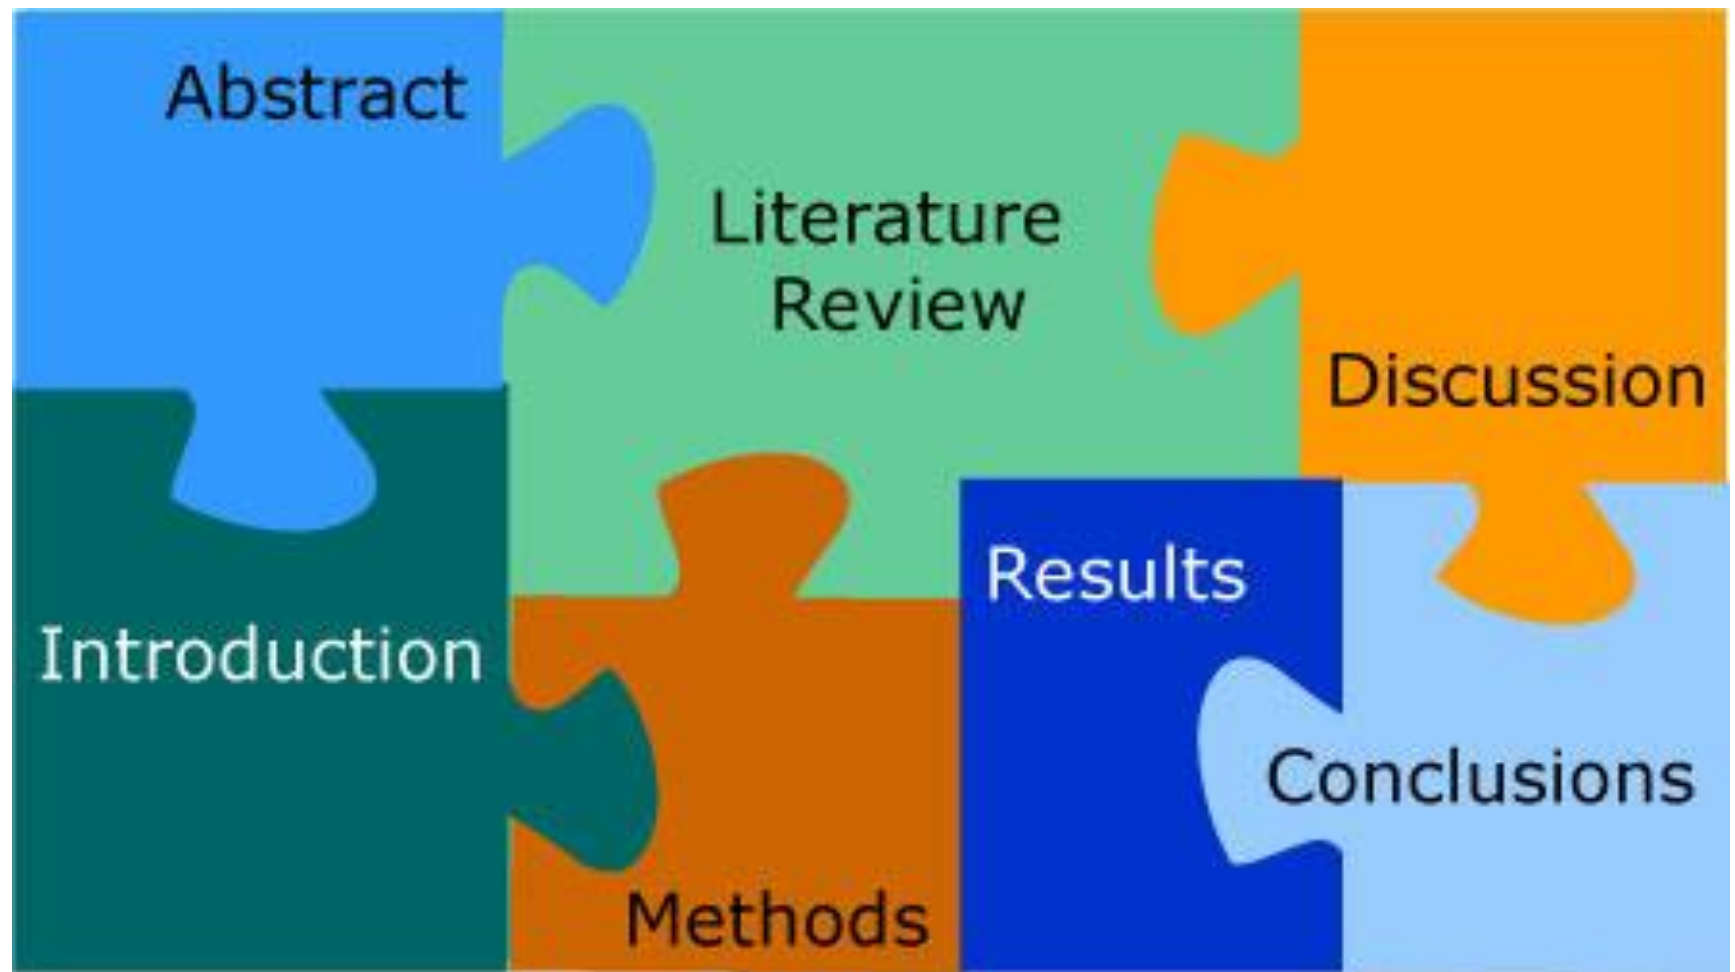 Abstract
Literature
Review
Discussion
Introduction
Results
Conclusions
Methods